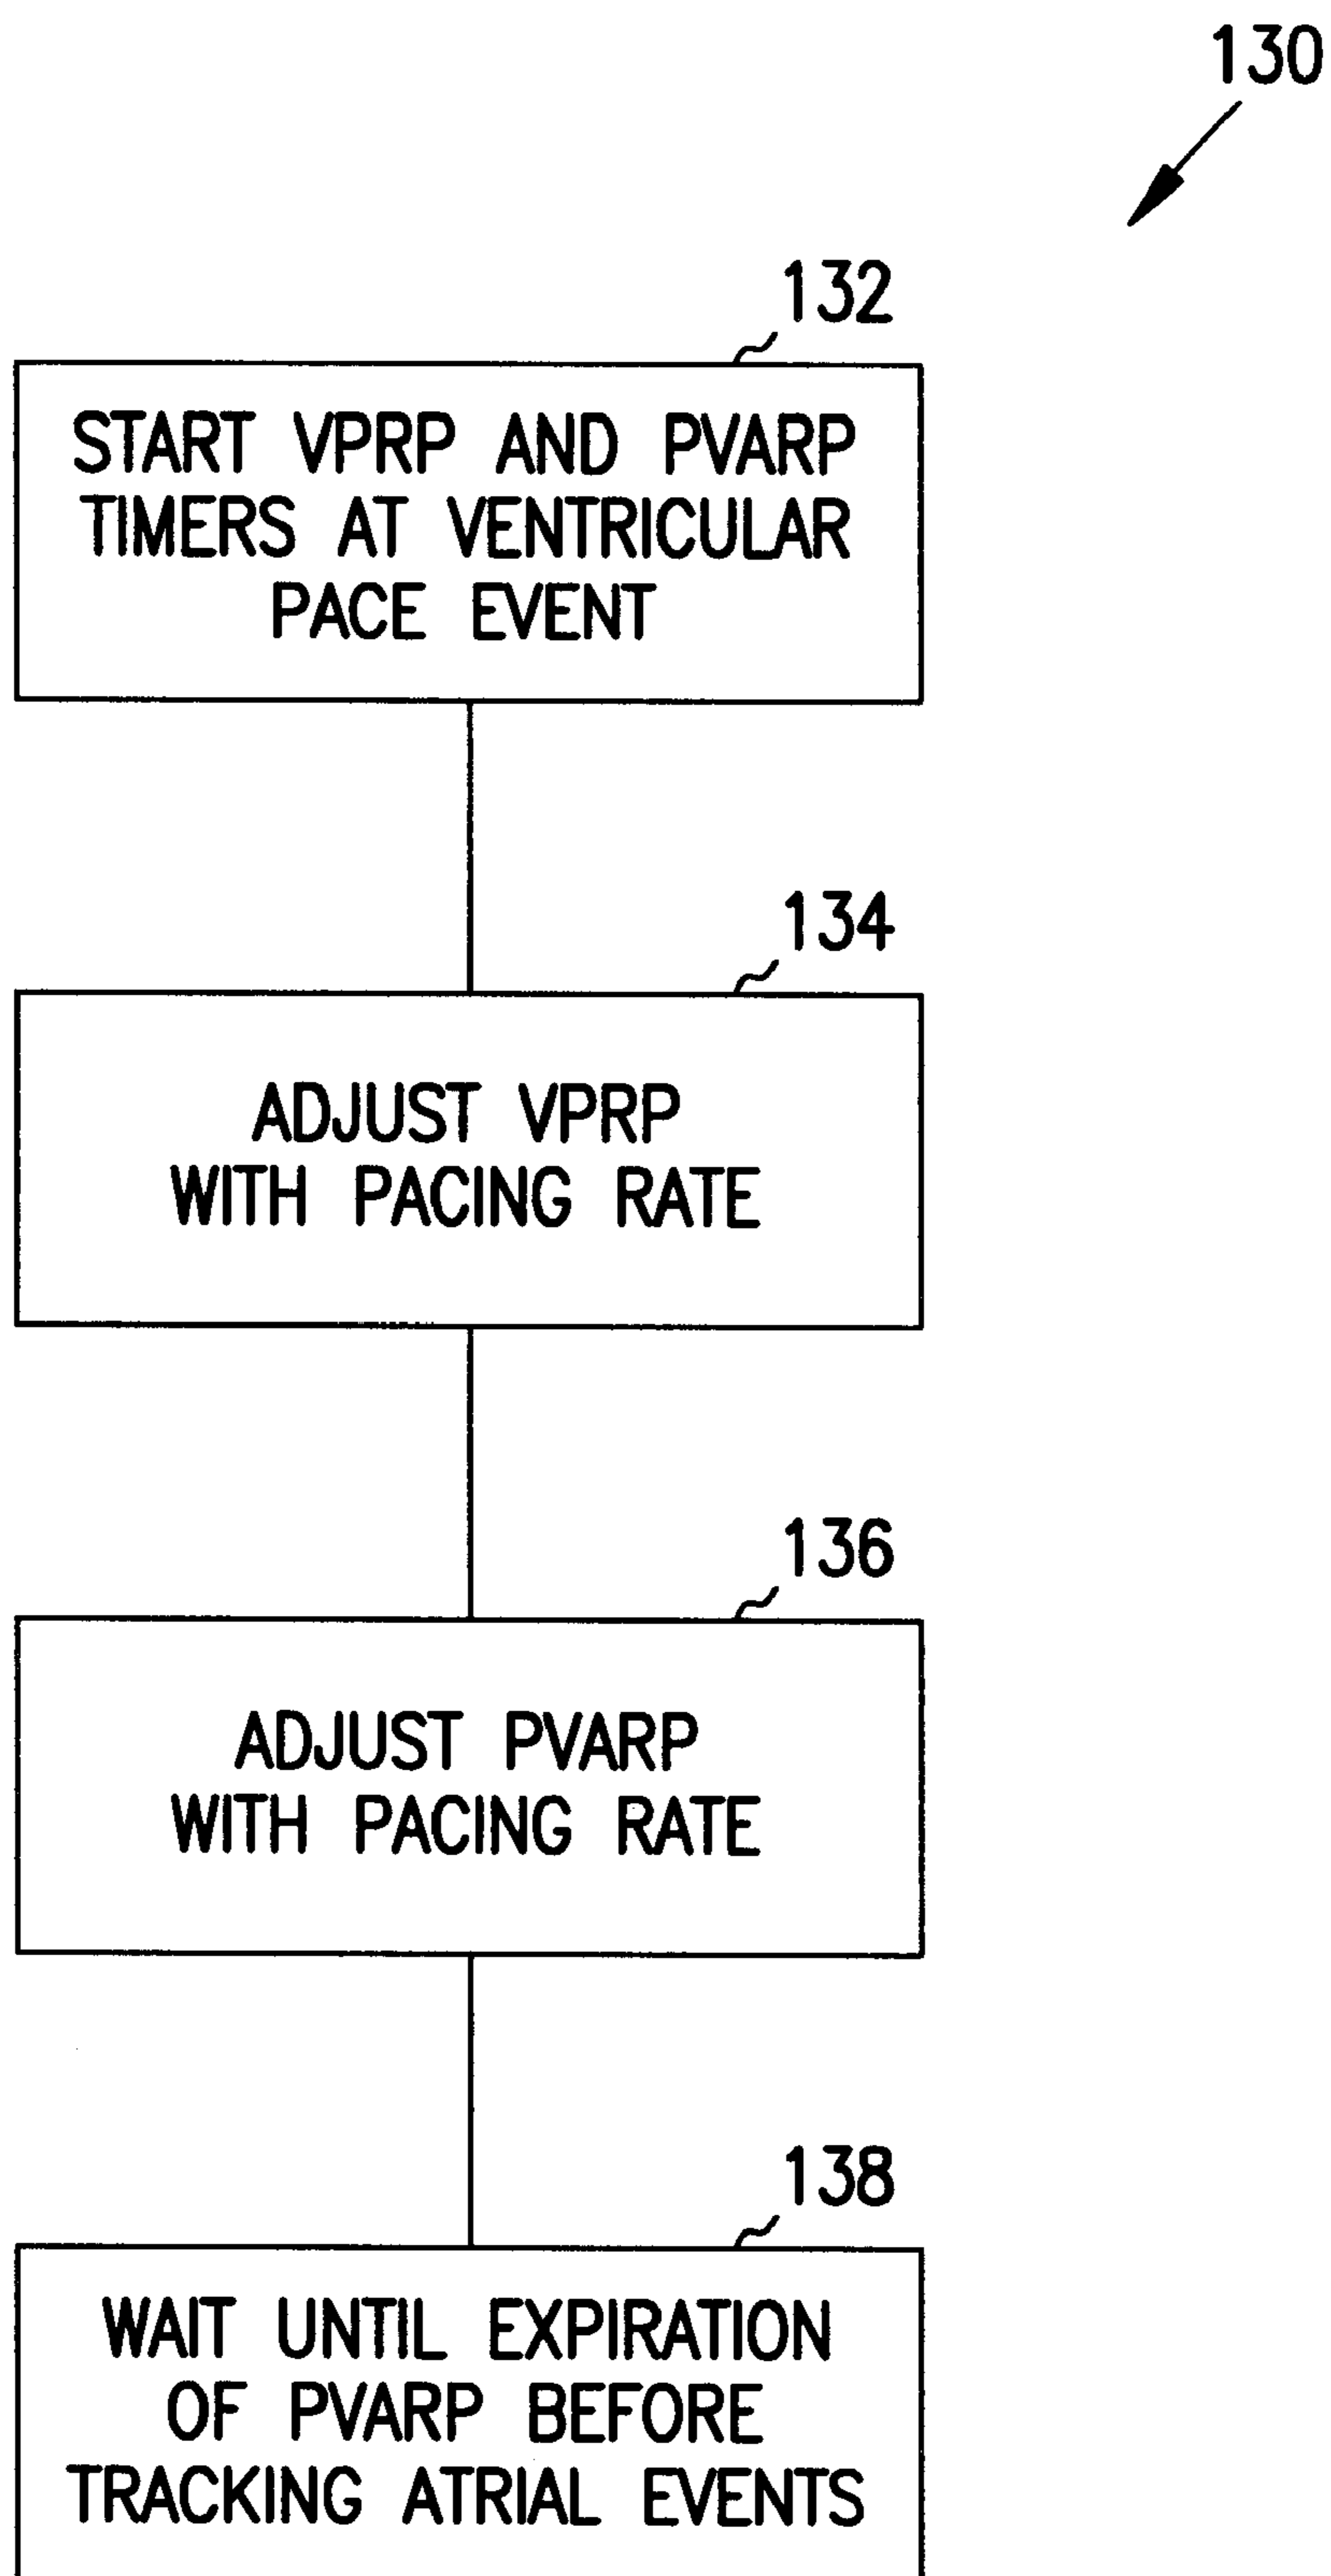 130
132
START VPRP AND PVARP
TIMERS AT VENTRICULAR
PACE EVENT
134
ADJUST VPRP
WITH PACING RATE
136
ADJUST PVARP
WITH PACING RATE
138
WAIT UNTIL EXPIRATION
OF PVARP BEFORE
TRACKING ATRIAL EVENTS